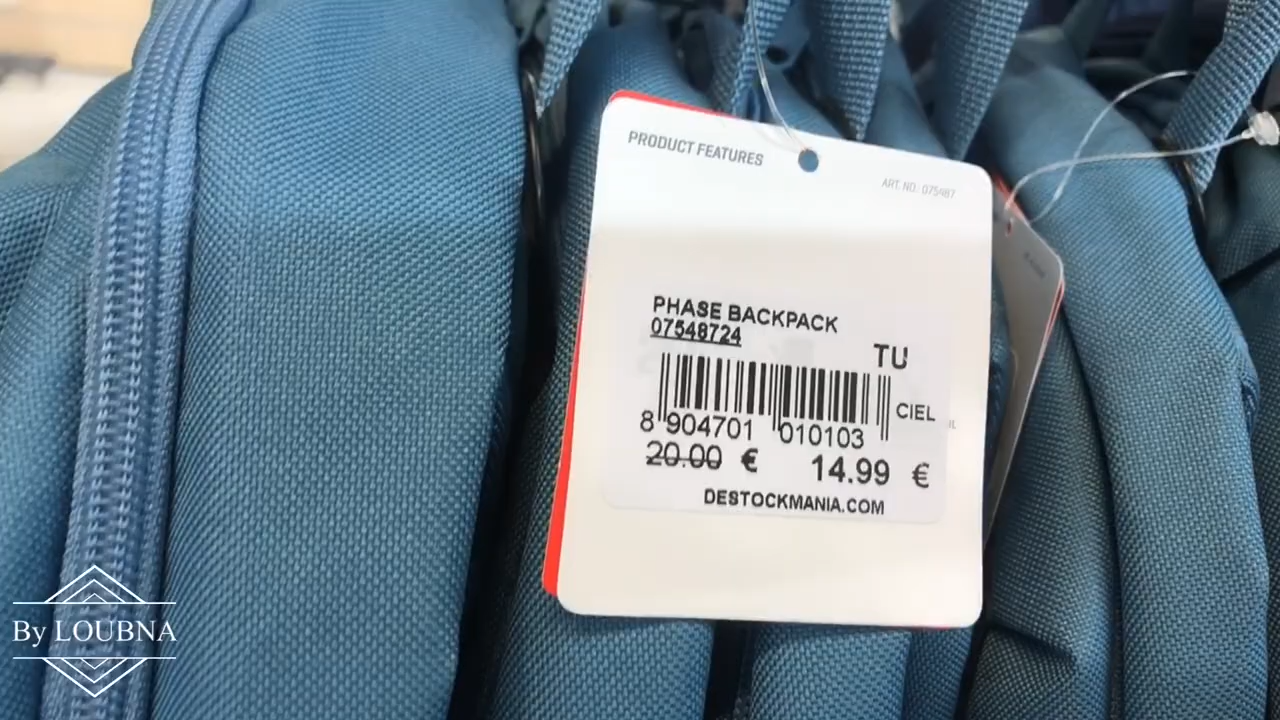 PRODUCT FEATURES
ART. NO.: 075487
PHASE BACKPACK
07548724
TU
CIEL
8 904701 010103
20.00 € 14.99 €
DESTOCKMANIA.COM
By LOUBNA